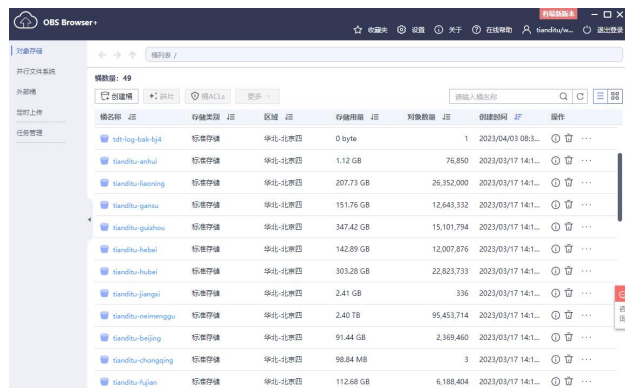 有最新版本
OBS Browser+
收藏夹 设置 关于 在线帮助 tianditu/w... 退出登录
对象存储
并行文件系统
外部桶
定时上传
任务管理
桶列表 /
桶数量: 49
创建桶 碎片 桶ACLs 更多
请输入桶名称
桶名称 存储类别 区域 存储用量 对象数量 创建时间 操作
tdt-log-bak-bj4 标准存储 华北-北京四 0 byte 1 2023/04/03 08:3...
tianditu-anhui 标准存储 华北-北京四 1.12 GB 76,850 2023/03/17 14:1...
tianditu-liaoning 标准存储 华北-北京四 207.73 GB 26,352,000 2023/03/17 14:1...
tianditu-gansu 标准存储 华北-北京四 151.76 GB 12,643,332 2023/03/17 14:1...
tianditu-guizhou 标准存储 华北-北京四 347.42 GB 15,101,794 2023/03/17 14:1...
tianditu-hebei 标准存储 华北-北京四 142.89 GB 12,007,876 2023/03/17 14:1...
tianditu-hubei 标准存储 华北-北京四 303.28 GB 22,823,733 2023/03/17 14:1...
tianditu-jiangxi 标准存储 华北-北京四 2.41 GB 336 2023/03/17 14:1...
tianditu-neimenggu 标准存储 华北-北京四 2.40 TB 95,453,714 2023/03/17 14:1...
tianditu-beijing 标准存储 华北-北京四 91.44 GB 2,369,460 2023/03/17 14:1...
tianditu-chongqing 标准存储 华北-北京四 98.84 MB 3 2023/03/17 14:1...
tianditu-fujian 标准存储 华北-北京四 112.68 GB 6,188,404 2023/03/17 14:1...